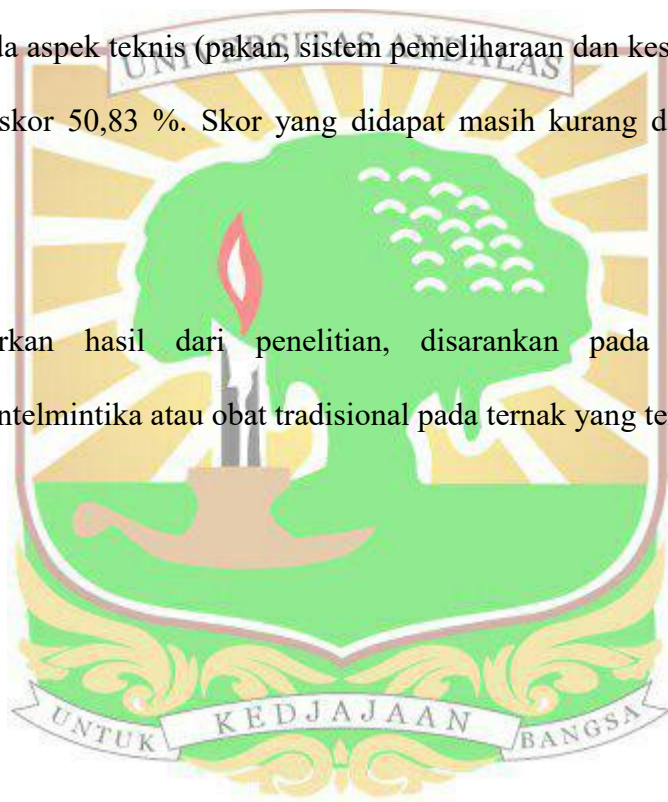 da aspek teknis (pakan, sistem pemeliharaan dan kes
UNIVERSITAS ANDALAS
skor 50,83 %. Skor yang didapat masih kurang d
rkan hasil dari penelitian, disarankan pada
ntelmintika atau obat tradisional pada ternak yang te
UNTUK KEDJAJAAN BANGSA